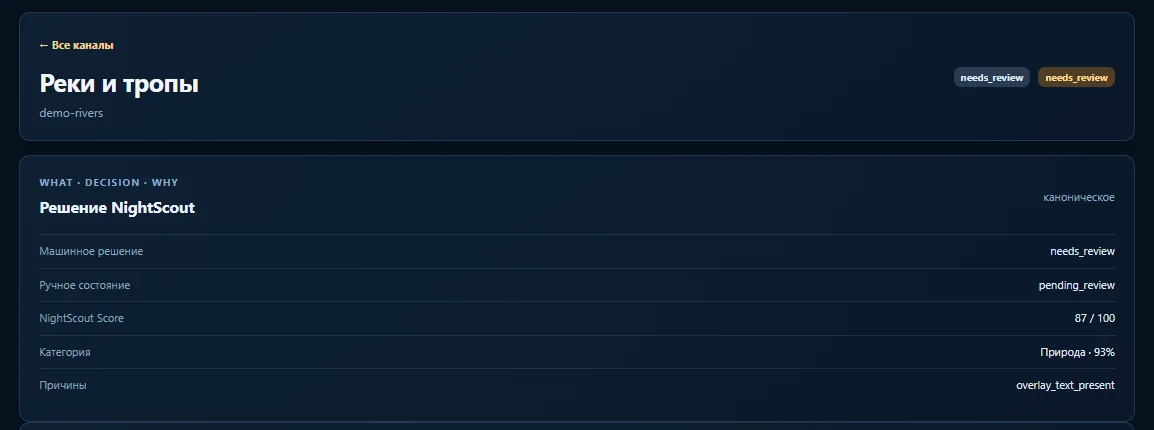 ← Все каналы
Реки и тропы
demo-rivers
needs_review needs_review
WHAT · DECISION · WHY
Решение NightScout
каноническое
Машинное решение needs_review
Ручное состояние pending_review
NightScout Score 87 / 100
Категория Природа · 93%
Причины overlay_text_present